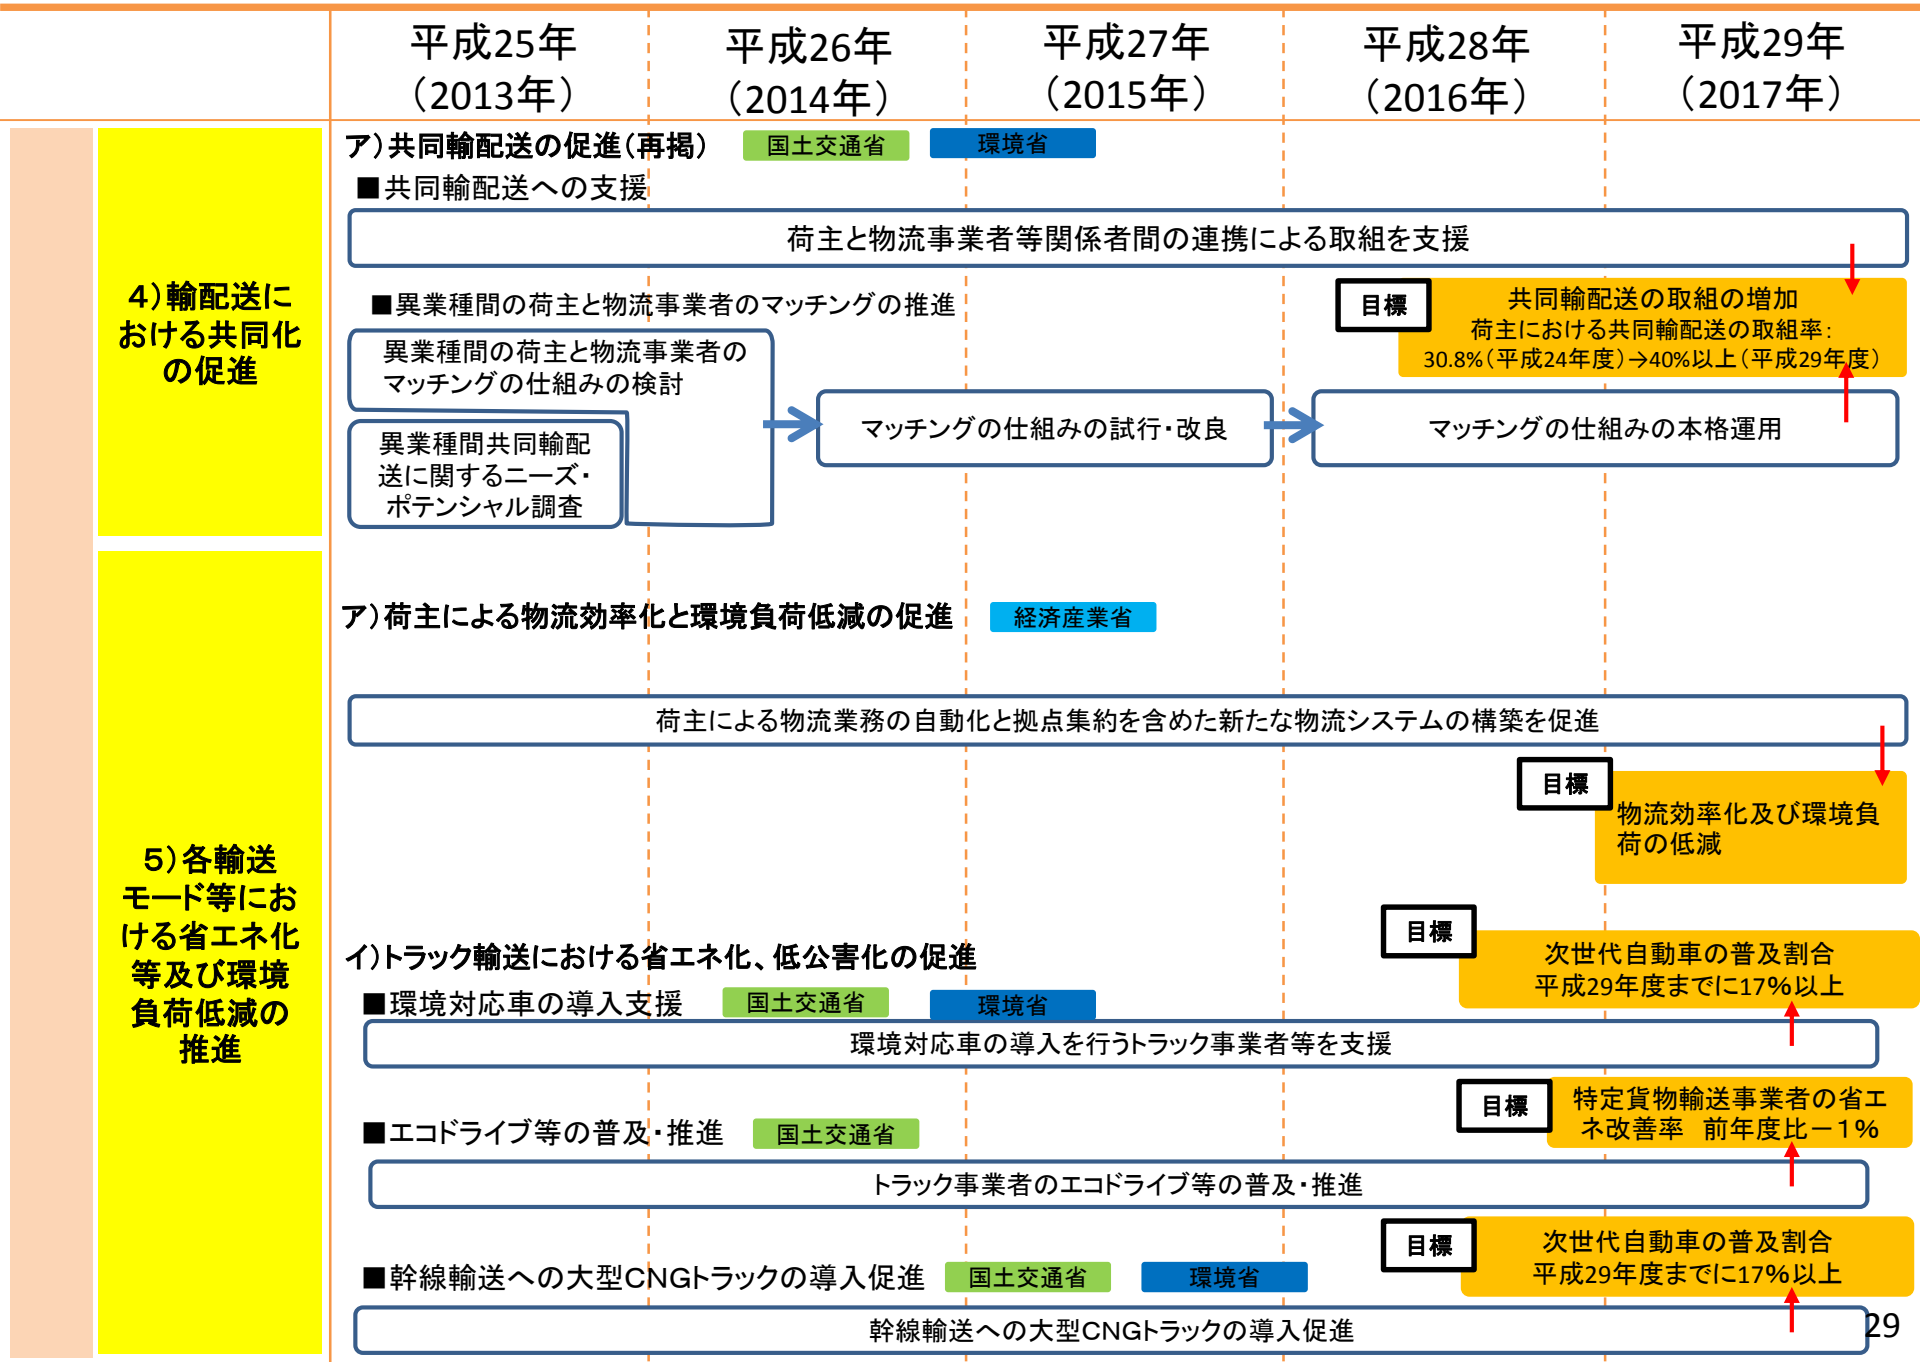 平成25年
（2013年）
平成26年
（2014年）
平成27年
（2015年）
平成28年
（2016年）
平成29年
（2017年）
４）輸配送に
おける共同化
の促進
ア）共同輸配送の促進（再掲）
国土交通省
環境省
■共同輸配送への支援
荷主と物流事業者等関係者間の連携による取組を支援
■異業種間の荷主と物流事業者のマッチングの推進
目標
共同輸配送の取組の増加
荷主における共同輸配送の取組率：
30.8%（平成24年度）→40%以上（平成29年度）
異業種間の荷主と物流事業者の
マッチングの仕組みの検討
異業種間共同輸配
送に関するニーズ・
ポテンシャル調査
マッチングの仕組みの試行・改良
マッチングの仕組みの本格運用
５）各輸送
モード等にお
ける省エネ化
等及び環境
負荷低減の
推進
ア）荷主による物流効率化と環境負荷低減の促進
経済産業省
荷主による物流業務の自動化と拠点集約を含めた新たな物流システムの構築を促進
目標
物流効率化及び環境負
荷の低減
イ）トラック輸送における省エネ化、低公害化の促進
目標
次世代自動車の普及割合
平成29年度までに17％以上
■環境対応車の導入支援
国土交通省
環境省
環境対応車の導入を行うトラック事業者等を支援
目標
特定貨物輸送事業者の省エ
ネ改善率　前年度比－１％
■エコドライブ等の普及・推進
国土交通省
トラック事業者のエコドライブ等の普及・推進
目標
次世代自動車の普及割合
平成29年度までに17％以上
■幹線輸送への大型CNGトラックの導入促進
国土交通省
環境省
幹線輸送への大型CNGトラックの導入促進
29